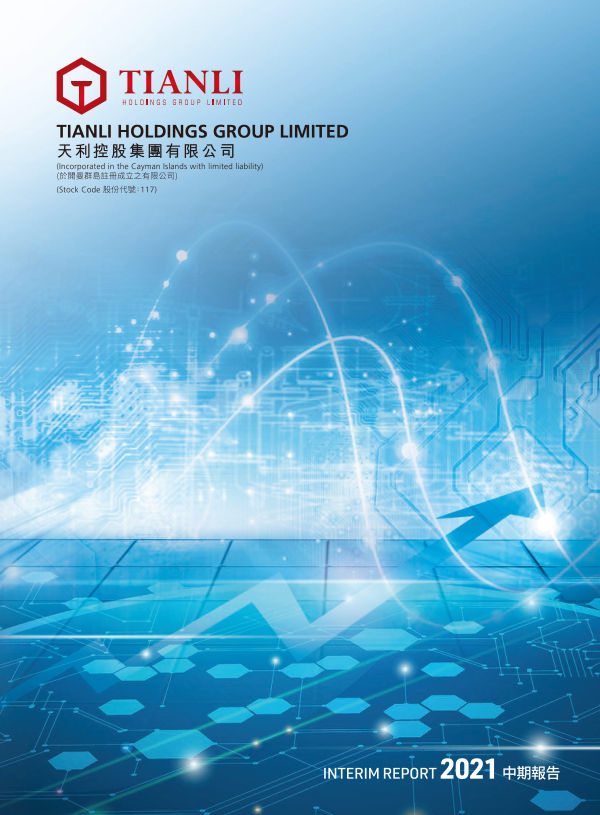 TIANLI
HOLDINGS GROUP LIMITED
TIANLI HOLDINGS GROUP LIMITED
天利控股集團有限公司
(Incorporated in the Cayman Islands with limited liability)
(於開曼群島註冊成立之有限公司)
(Stock Code 股份代號：117)
INTERIM REPORT 2021 中期報告